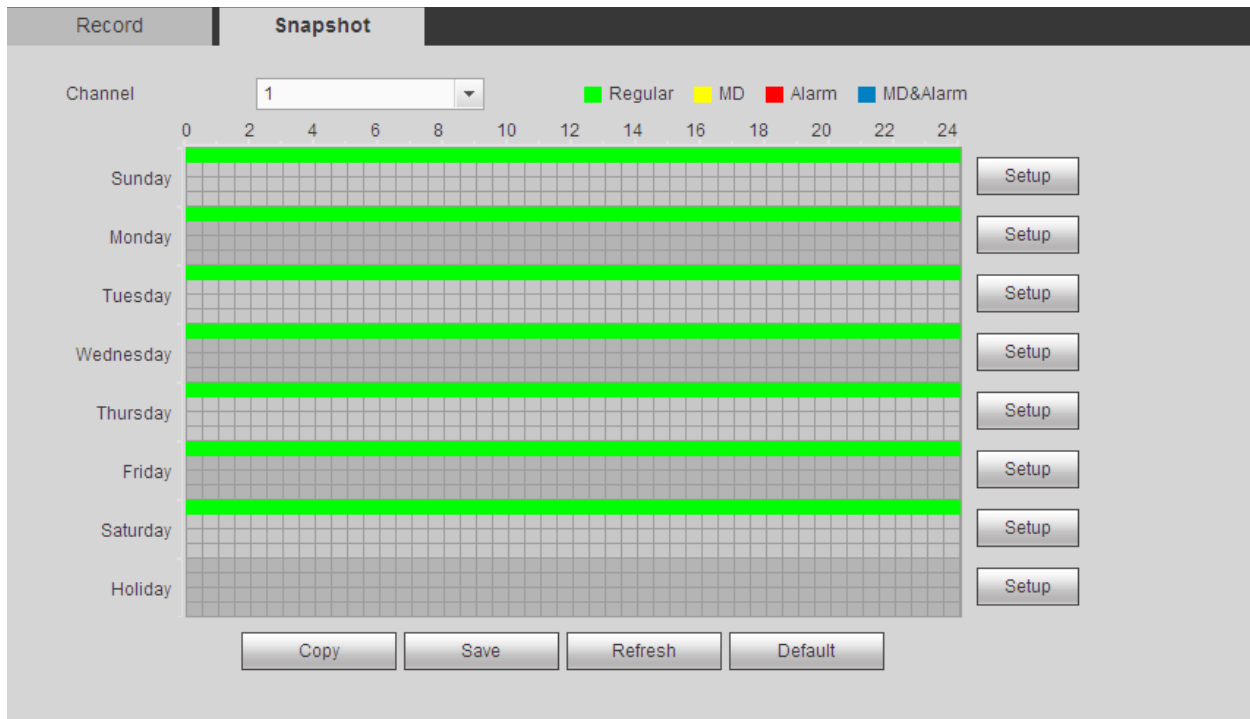 Record Snapshot
Channel 1 Regular MD Alarm MD&Alarm
0 2 4 6 8 10 12 14 16 18 20 22 24
Sunday Setup
Monday Setup
Tuesday Setup
Wednesday Setup
Thursday Setup
Friday Setup
Saturday Setup
Holiday Setup
Copy Save Refresh Default